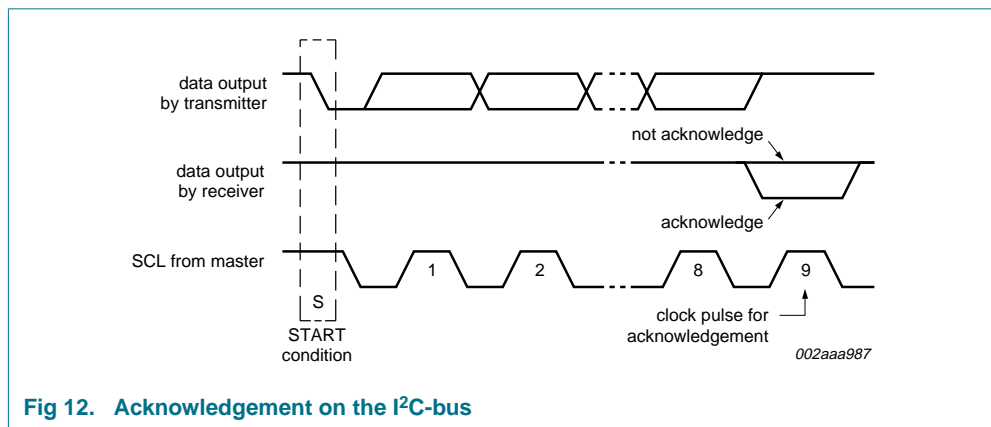 data output
by transmitter
not acknowledge
data output
by receiver
acknowledge
SCL from master
1
2
8
9
S
START
condition
clock pulse for
acknowledgement
002aaa987
Fig 12. Acknowledgement on the I²C-bus